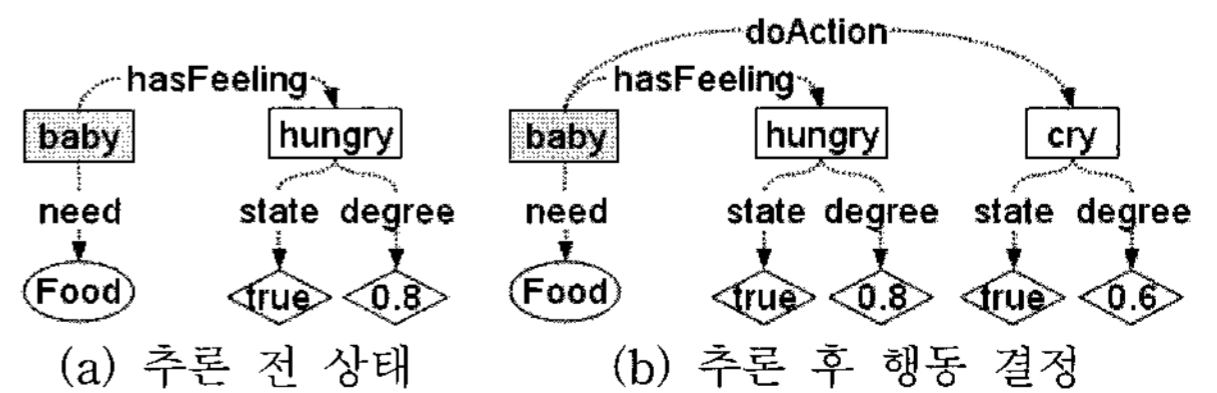 doAction
hasFeeling hasFeeling
baby hungry baby hungry cry
need state degree need state degree state degree
Food true 0.8 Food true 0.8 true 0.6
(a) 추론 전 상태 (b) 추론 후 행동 결정